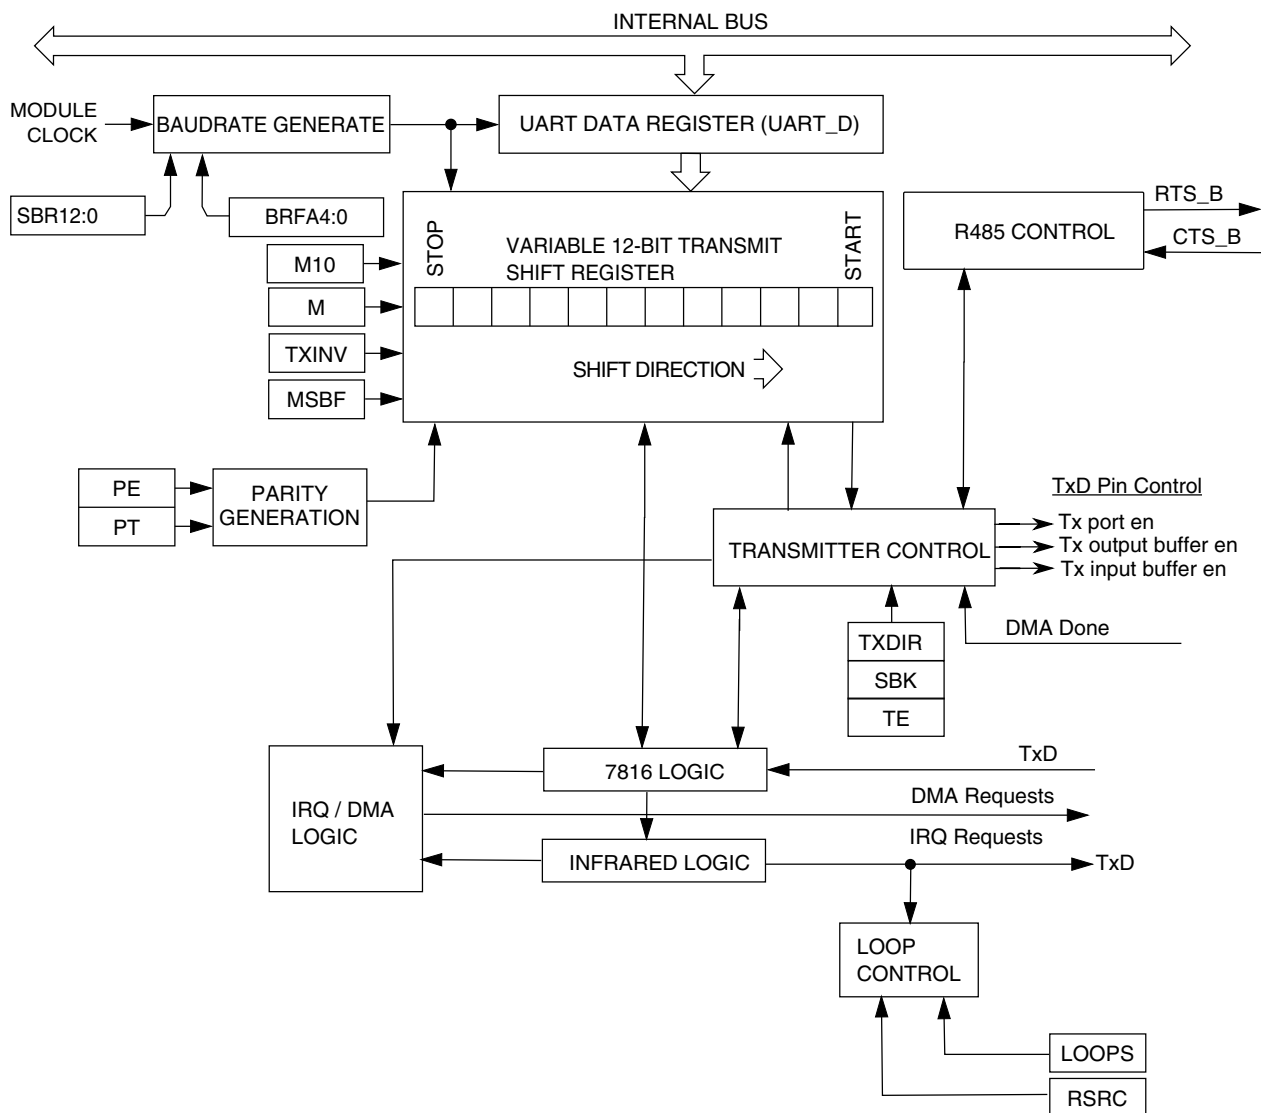 INTERNAL BUS
MODULE
CLOCK
BAUDRATE GENERATE
UART DATA REGISTER (UART_D)
SBR12:0
BRFA4:0
RTS_B
R485 CONTROL
CTS_B
STOP
VARIABLE 12-BIT TRANSMIT
SHIFT REGISTER
START
M10
M
TXINV
SHIFT DIRECTION
MSBF
PE
PT
PARITY
GENERATION
TxD Pin Control
Tx port en
TRANSMITTER CONTROL
Tx output buffer en
Tx input buffer en
DMA Done
TXDIR
SBK
TE
7816 LOGIC
TxD
IRQ / DMA
LOGIC
DMA Requests
IRQ Requests
INFRARED LOGIC
TxD
LOOP
CONTROL
LOOPS
RSRC